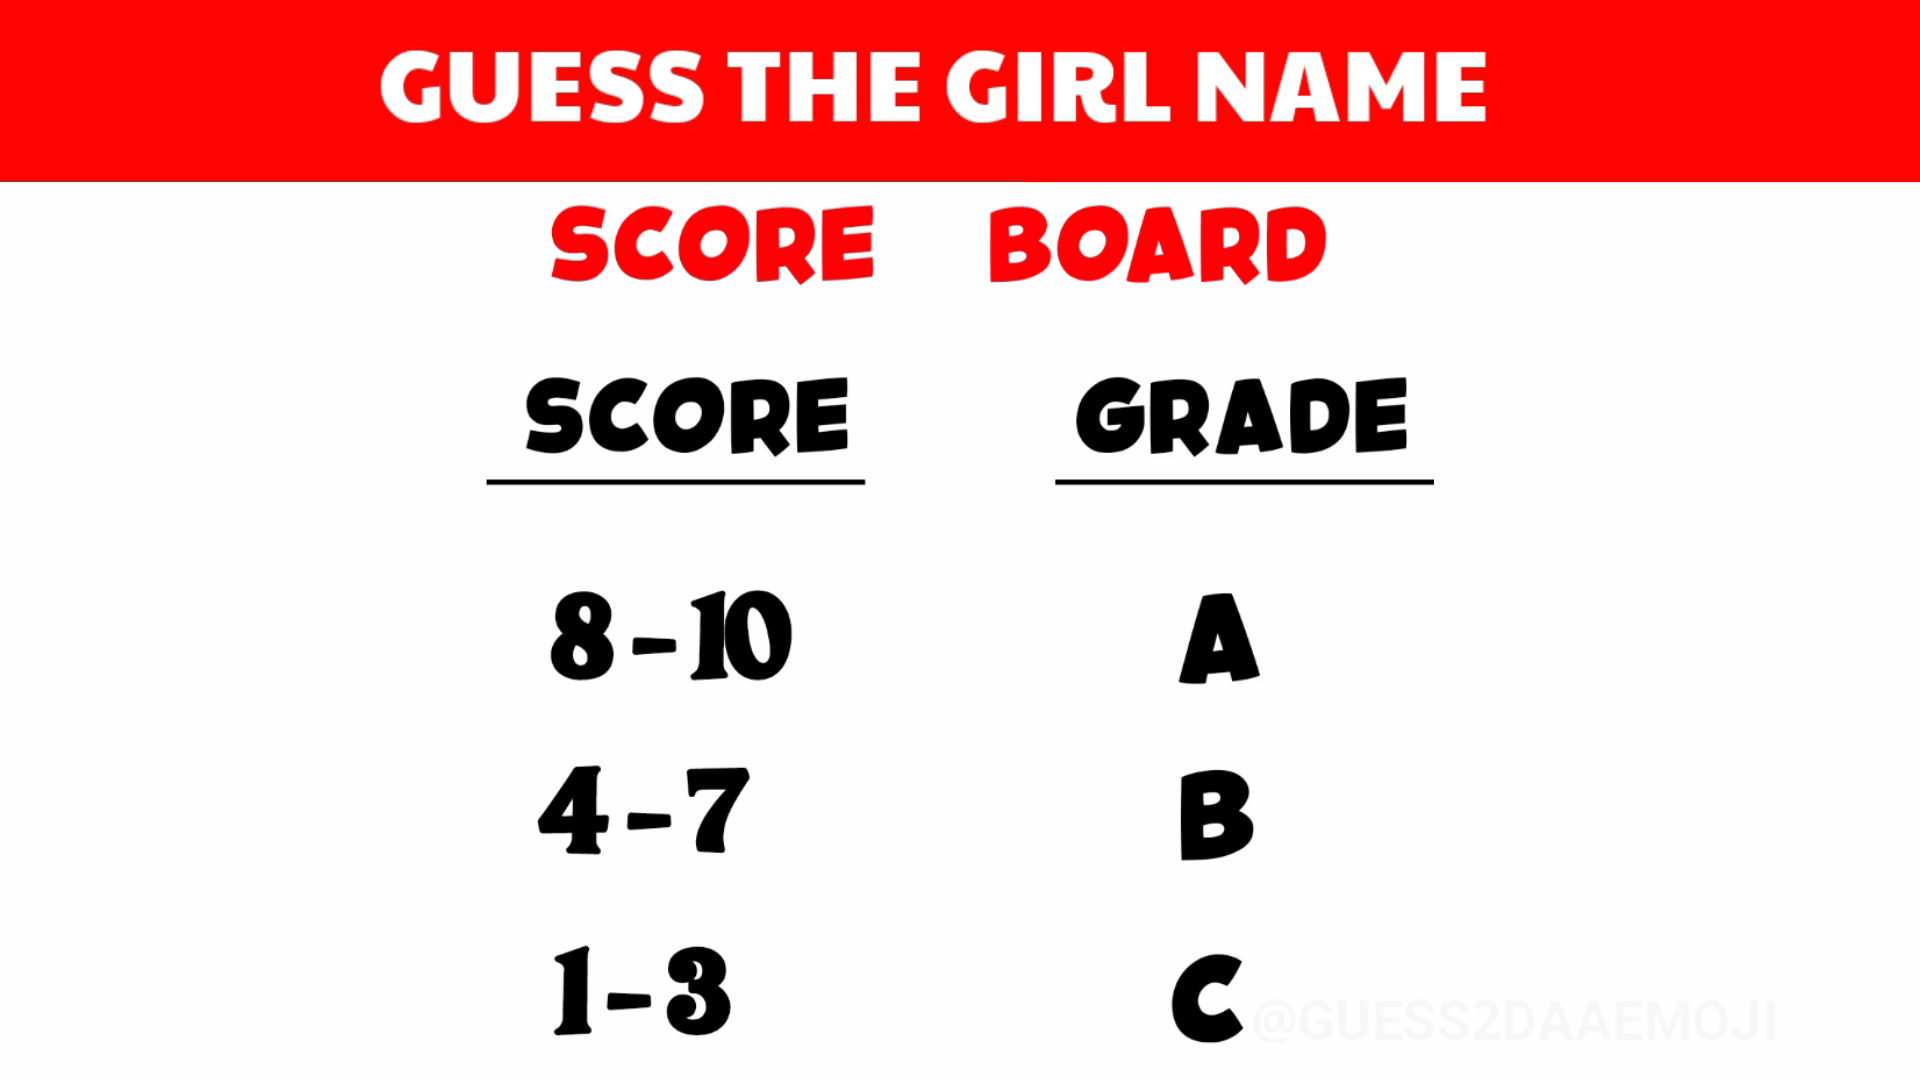 GUESS THE GIRL NAME
SCORE BOARD
SCORE GRADE
8-10 A
4-7 B
1-3 C
@GUESS2DAAEMOJI